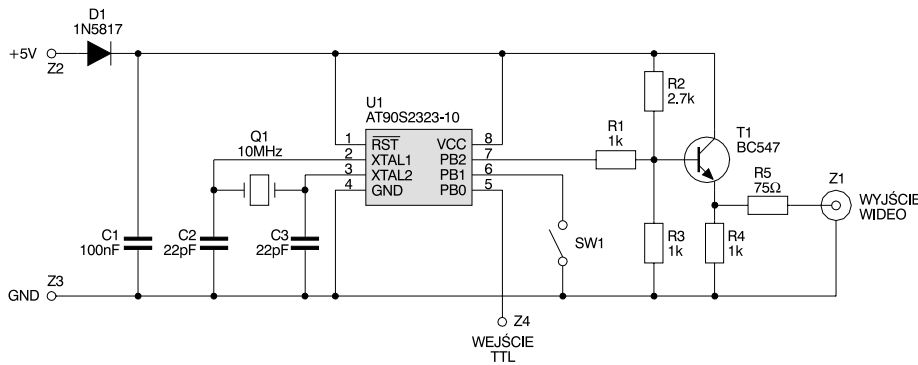 D1
1N5817
+5V
Z2
U1
AT90S2323-10
R2
2.7k
Q1
10MHz
1 RST VCC 8
2 XTAL1 PB2 7
3 XTAL2 PB1 6
4 GND PB0 5
R1
1k
T1
BC547
R5
75Ω
Z1
WYJŚCIE
WIDEO
C1
100nF
C2
22pF
C3
22pF
SW1
R3
1k
R4
1k
GND
Z3
Z4
WEJŚCIE
TTL